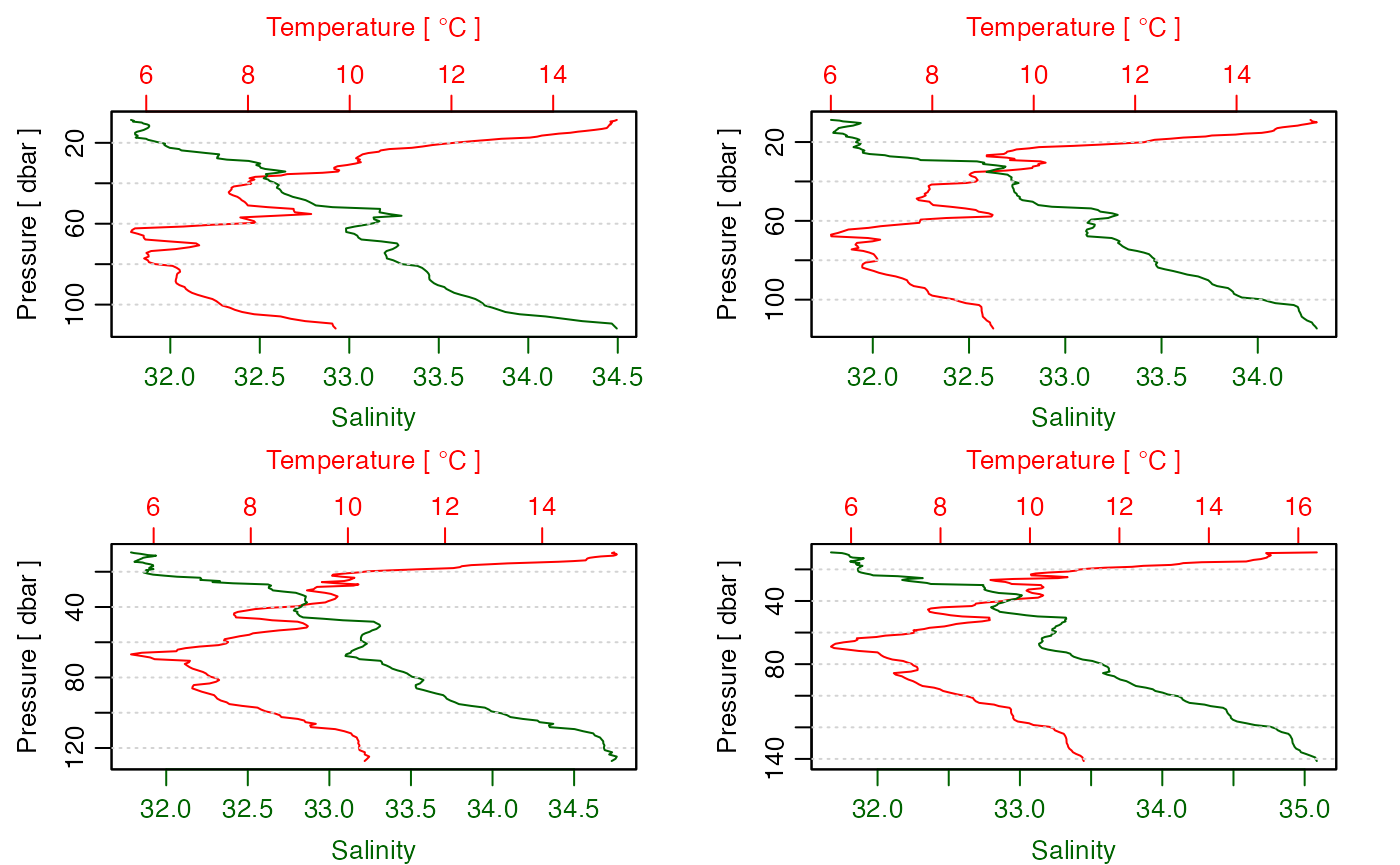 Temperature [ °C ]
6 8 10 12 14
Pressure [ dbar ]
20 60 100
32.0 32.5 33.0 33.5 34.0 34.5
Salinity
Temperature [ °C ]
6 8 10 12 14
Pressure [ dbar ]
20 60 100
32.0 32.5 33.0 33.5 34.0
Salinity
Temperature [ °C ]
6 8 10 12 14
Pressure [ dbar ]
40 80 120
32.0 32.5 33.0 33.5 34.0 34.5
Salinity
Temperature [ °C ]
6 8 10 12 14 16
Pressure [ dbar ]
40 80 140
32.0 33.0 34.0 35.0
Salinity